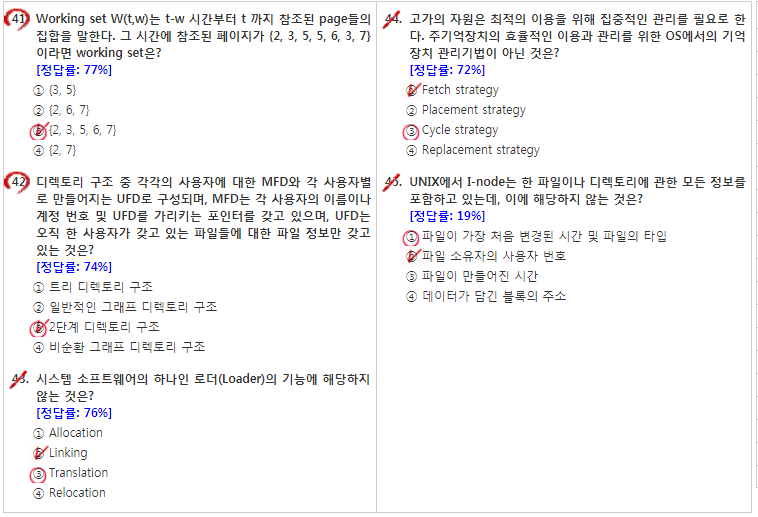 41. Working set W(t,w)는 t-w 시간부터 t 까지 참조된 page들의
집합을 말한다. 그 시간에 참조된 페이지가 {2, 3, 5, 5, 6, 3, 7}
이라면 working set은?
[정답률: 77%]
① {3, 5}
② {2, 6, 7}
③ {2, 3, 5, 6, 7}
④ {2, 7}
42. 디렉토리 구조 중 각각의 사용자에 대한 MFD와 각 사용자별
로 만들어지는 UFD로 구성되며, MFD는 각 사용자의 이름이나
계정 번호 및 UFD를 가리키는 포인터를 갖고 있으며, UFD는
오직 한 사용자가 갖고 있는 파일들에 대한 파일 정보만 갖고
있는 것은?
[정답률: 74%]
① 트리 디렉토리 구조
② 일반적인 그래프 디렉토리 구조
③ 2단계 디렉토리 구조
④ 비순환 그래프 디렉토리 구조
43. 시스템 소프트웨어의 하나인 로더(Loader)의 기능에 해당하지
않는 것은?
[정답률: 76%]
① Allocation
② Linking
③ Translation
④ Relocation
44. 고가의 자원은 최적의 이용을 위해 집중적인 관리를 필요로 한
다. 주기억장치의 효율적인 이용과 관리를 위한 OS에서의 기억
장치 관리기법이 아닌 것은?
[정답률: 72%]
① Fetch strategy
② Placement strategy
③ Cycle strategy
④ Replacement strategy
45. UNIX에서 I-node는 한 파일이나 디렉토리에 관한 모든 정보를
포함하고 있는데, 이에 해당하지 않는 것은?
[정답률: 19%]
① 파일이 가장 처음 변경된 시간 및 파일의 타입
② 파일 소유자의 사용자 번호
③ 파일이 만들어진 시간
④ 데이터가 담긴 블록의 주소